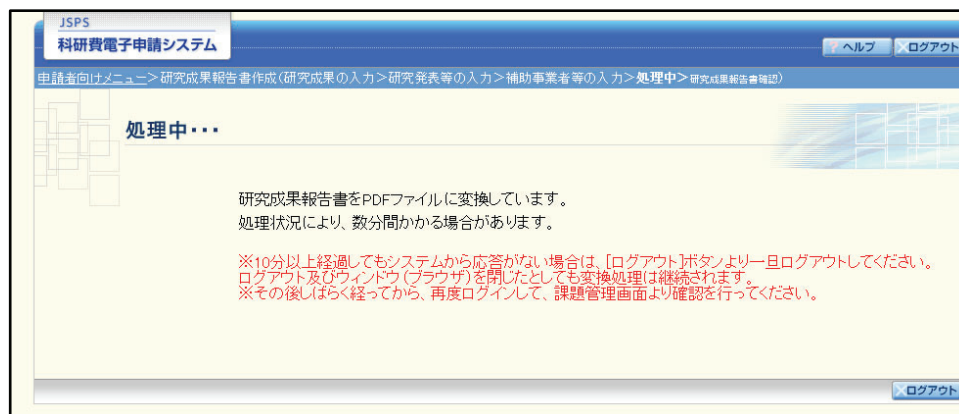 JSPS
科研費電子申請システム
ヘルプ
ログアウト
申請者向けメニュー>研究成果報告書作成(研究成果の入力>研究発表等の入力>補助事業者等の入力>処理中>研究成果報告書確認)
処理中・・・
研究成果報告書をPDFファイルに変換しています。
処理状況により、数分間かかる場合があります。
※10分以上経過してもシステムから応答がない場合は、[ログアウト]ボタンより一旦ログアウトしてください。
ログアウト及びウィンドウ(ブラウザ)を閉じたとしても変換処理は継続されます。
※その後しばらく経ってから、再度ログインして、課題管理画面より確認を行ってください。
ログアウト